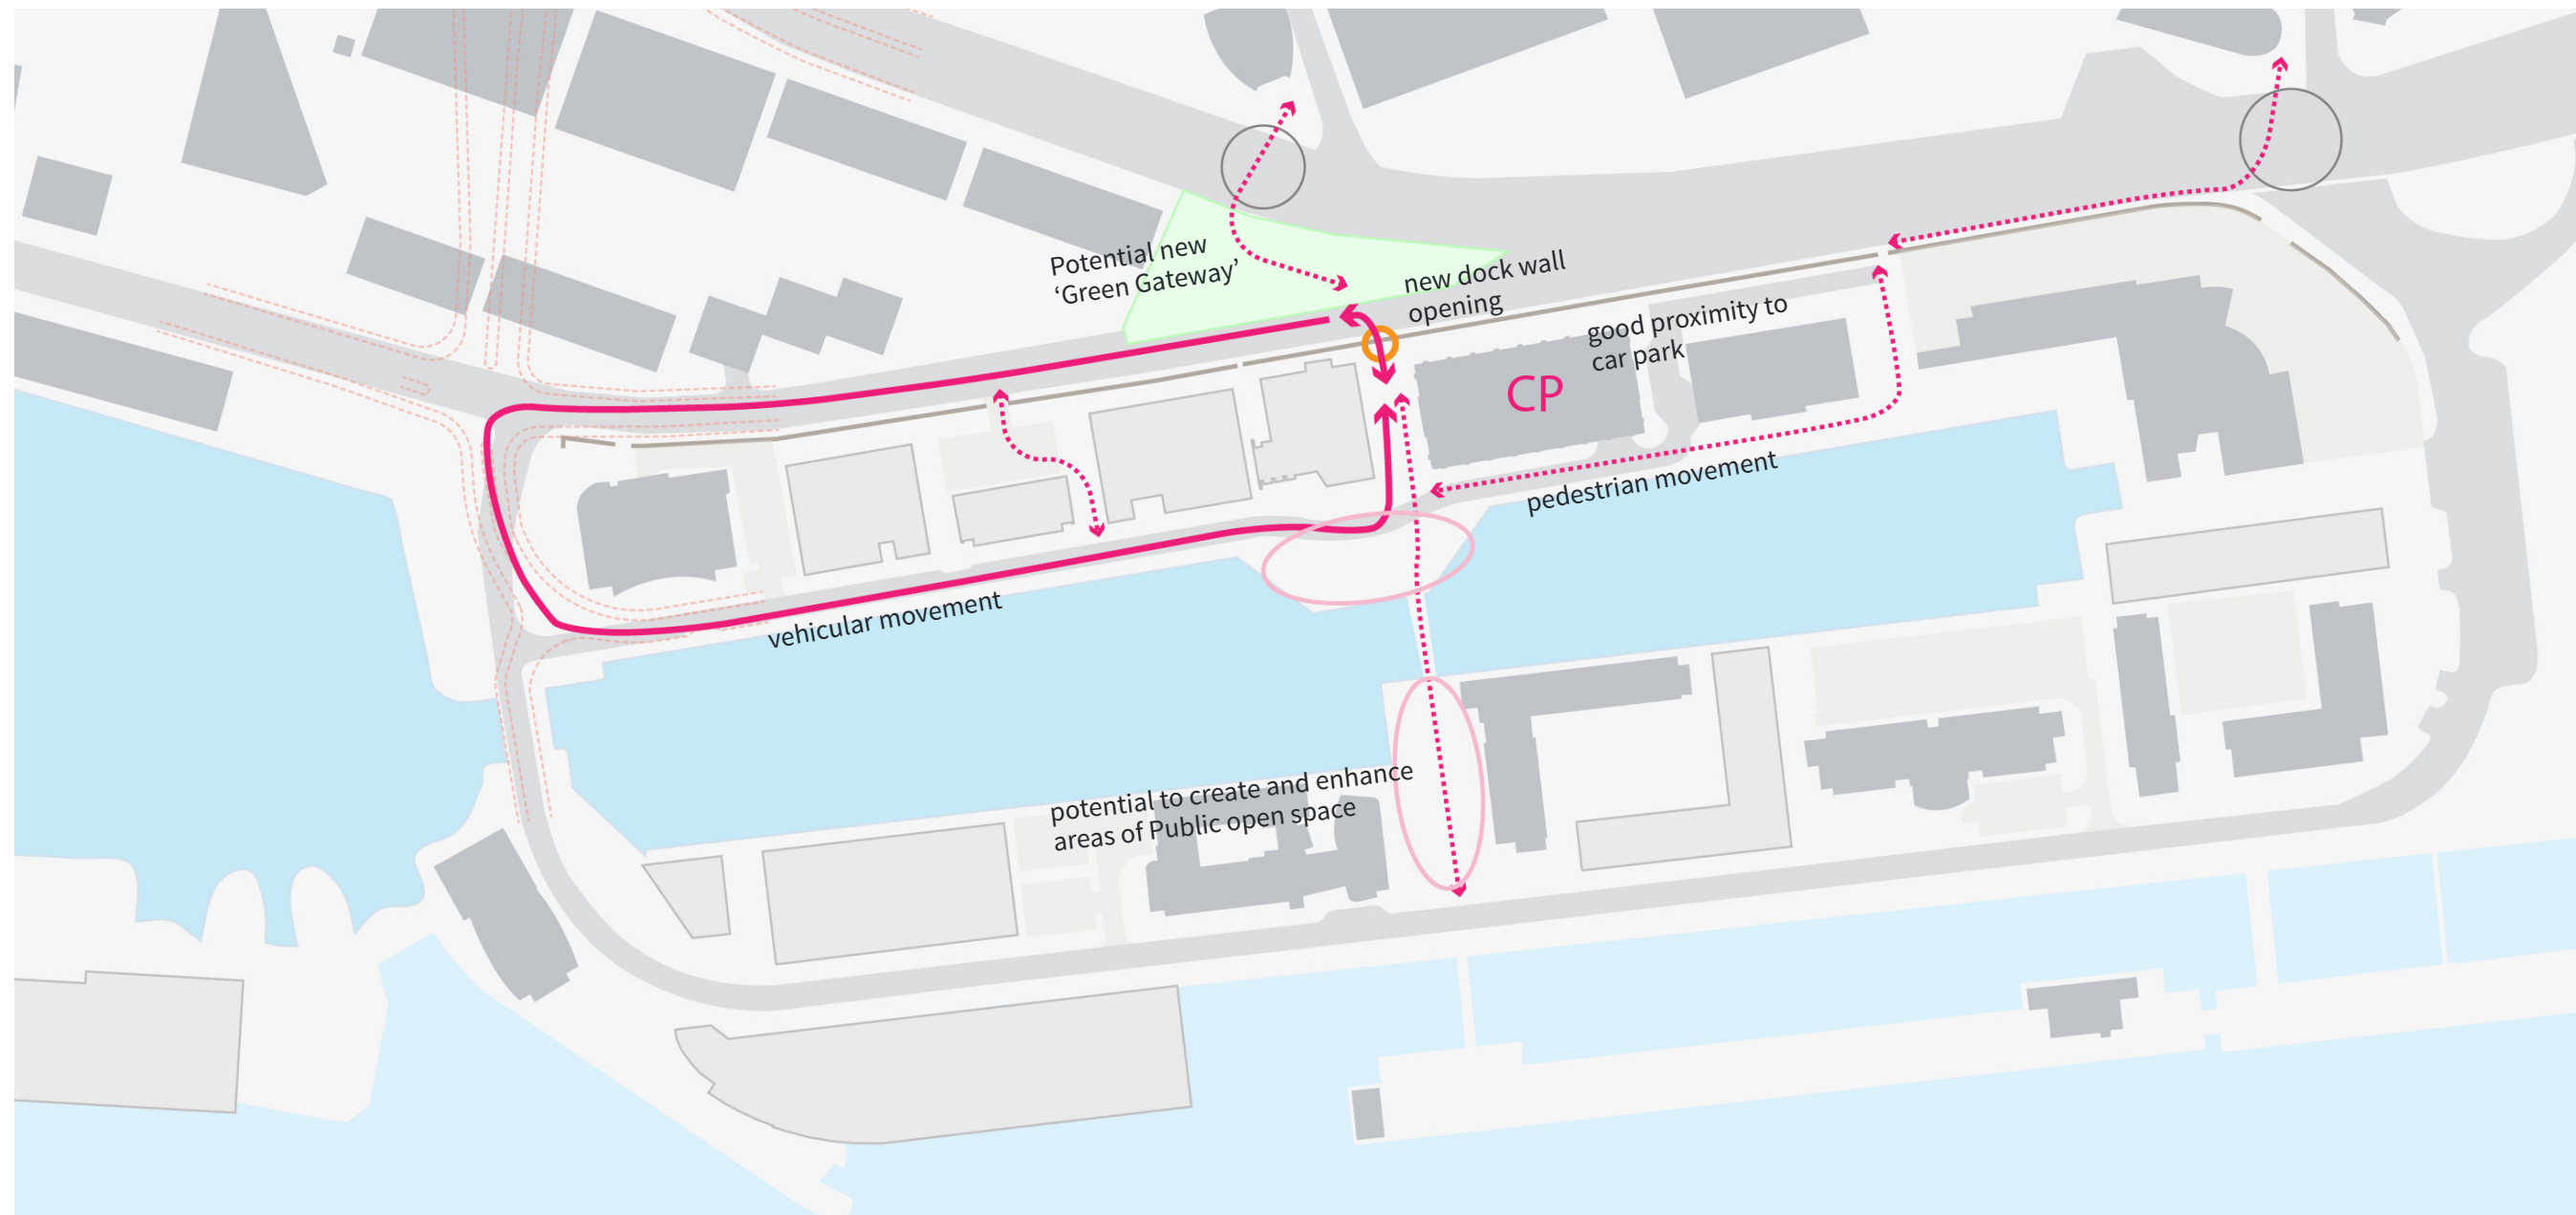 Potential new
‘Green Gateway’
new dock wall
opening
good proximity to
car park
CP
pedestrian movement
vehicular movement
potential to create and enhance
areas of Public open space